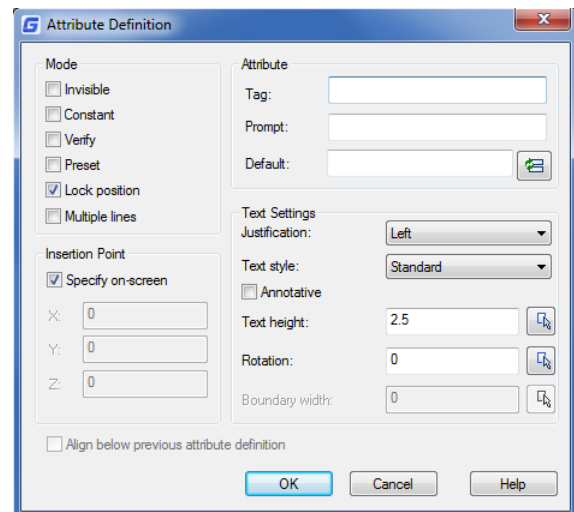 G Attribute Definition
Mode
Invisible
Constant
Verify
Preset
Lock position
Multiple lines
Insertion Point
Specify on-screen
X: 0
Y: 0
Z: 0
Attribute
Tag:
Prompt:
Default:
Text Settings
Justification: Left
Text style: Standard
Annotative
Text height: 2.5
Rotation: 0
Boundary width: 0
Align below previous attribute definition
OK Cancel Help